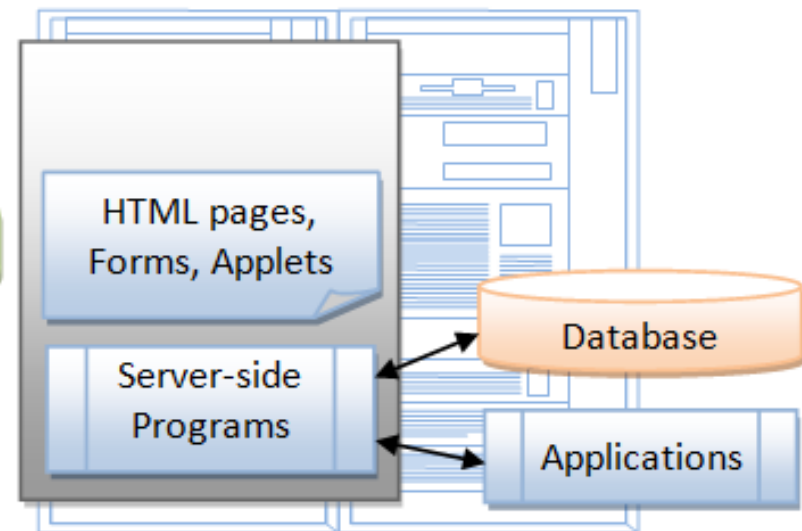 HTML pages,
Forms, Applets
Server-side
Programs
Database
Applications